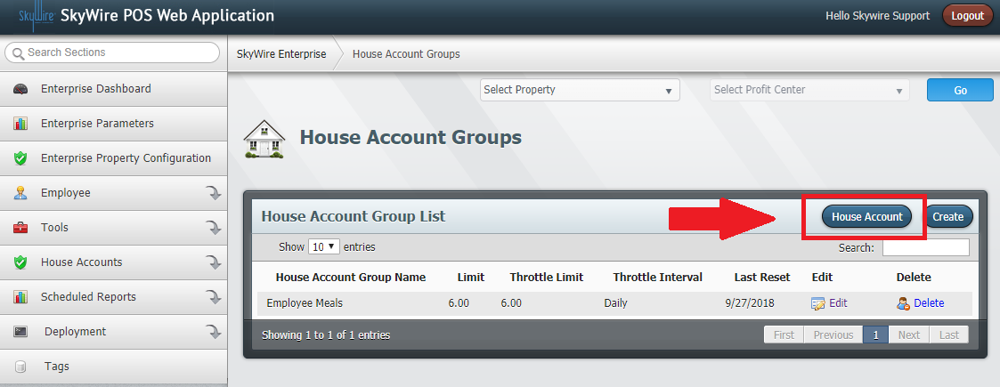 SkyWire SkyWire POS Web Application
Hello Skywire Support Logout
Search Sections
SkyWire Enterprise House Account Groups
Enterprise Dashboard
Enterprise Parameters
Enterprise Property Configuration
Employee
Tools
House Accounts
Scheduled Reports
Deployment
Tags
Select Property Select Profit Center Go
House Account Groups
House Account Group List House Account Create
Show 10 entries Search:
House Account Group Name Limit Throttle Limit Throttle Interval Last Reset Edit Delete
Employee Meals 6.00 6.00 Daily 9/27/2018 Edit Delete
Showing 1 to 1 of 1 entries First Previous 1 Next Last